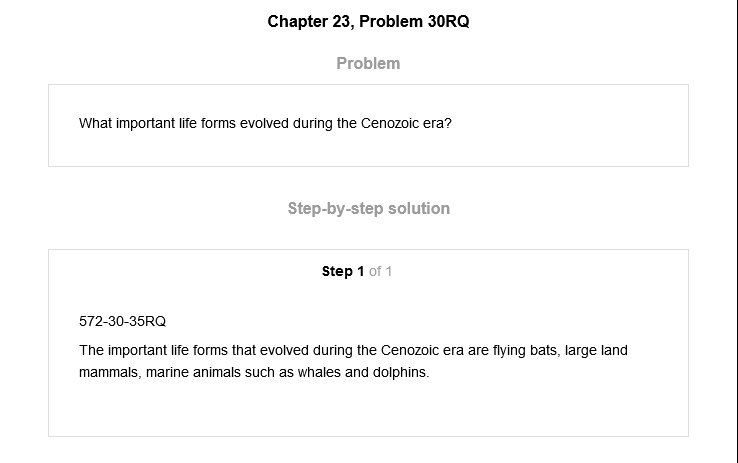 Chapter 23, Problem 30RQ
Problem
What important life forms evolved during the Cenozoic era?
Step-by-step solution
Step 1 of 1
572-30-35RQ
The important life forms that evolved during the Cenozoic era are flying bats, large land
mammals, marine animals such as whales and dolphins.